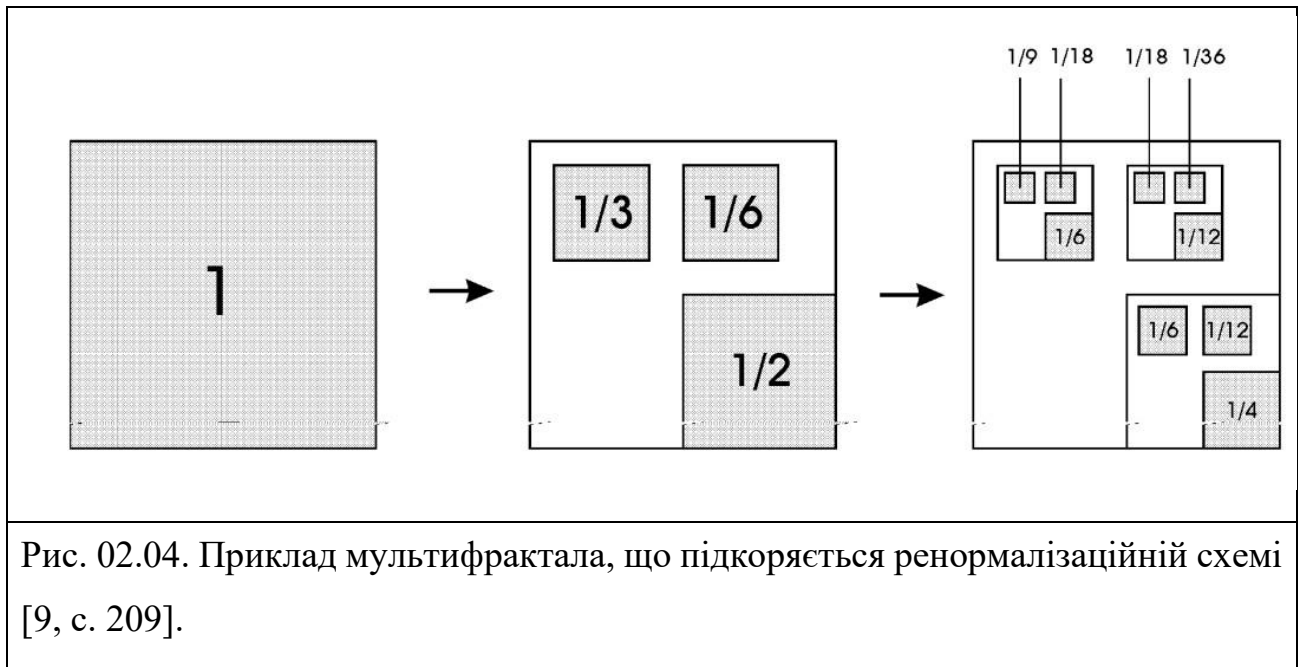 1/9 1/18 1/18 1/36
1
1/3 1/6
1/2
1/6 1/12
1/6 1/12
1/4
Рис. 02.04. Приклад мультифрактала, що підкоряється ренормалізаційній схемі
[9, с. 209].